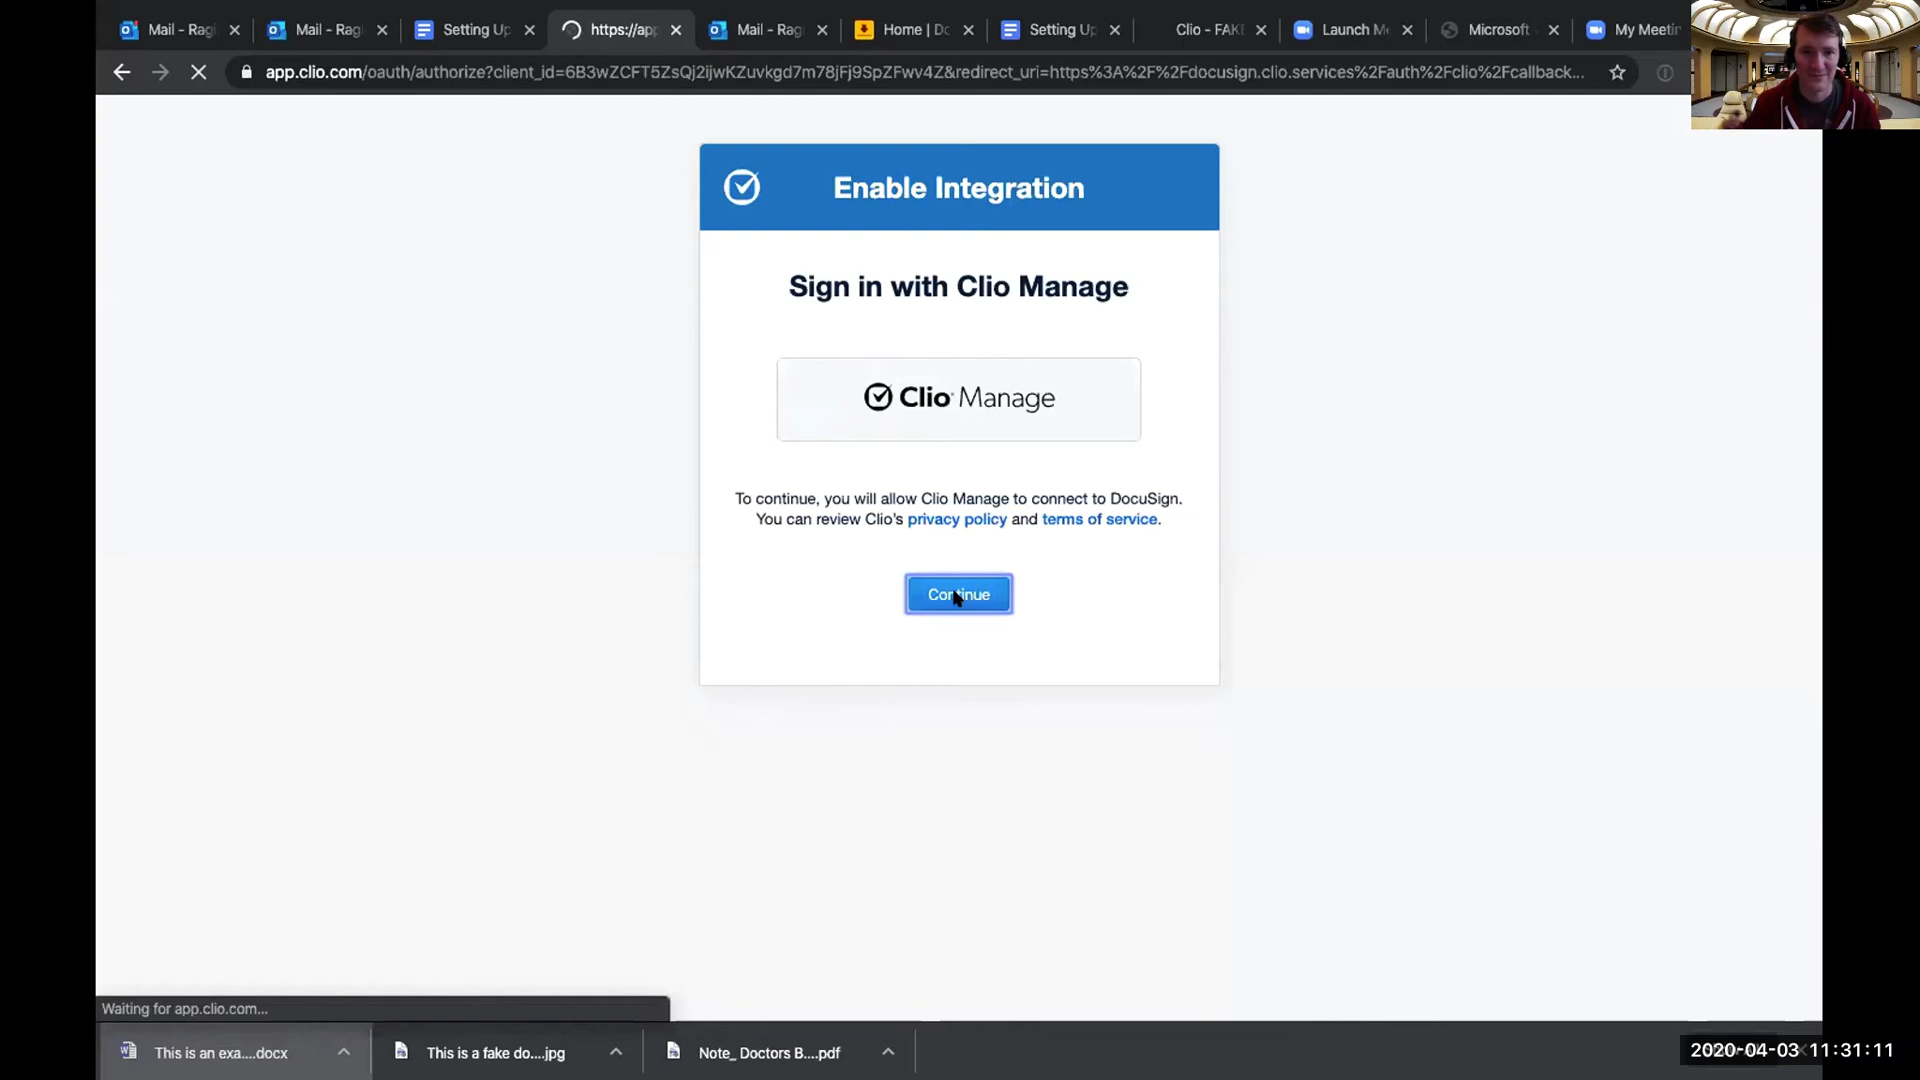 Mail - Rag
Mail - Rag
Setting Up
https://app
Mail - Rag
Home | Do
Setting Up
Clio - FAK
Launch Me
Microsoft
My Meetin
app.clio.com/oauth/authorize?client_id=6B3wZCFT5ZsQj2ijwKZuvkgd7m78jFj9SpZFwv4Z&redirect_uri=https%3A%2F%2Fdocusign.clio.services%2Fauth%2Fclio%2Fcallback...
Enable Integration
Sign in with Clio Manage
Clio Manage
To continue, you will allow Clio Manage to connect to DocuSign.
You can review Clio's privacy policy and terms of service.
Continue
Waiting for app.clio.com...
This is an exa....docx
This is a fake do....jpg
Note_ Doctors B....pdf
2020-04-03 11:31:11